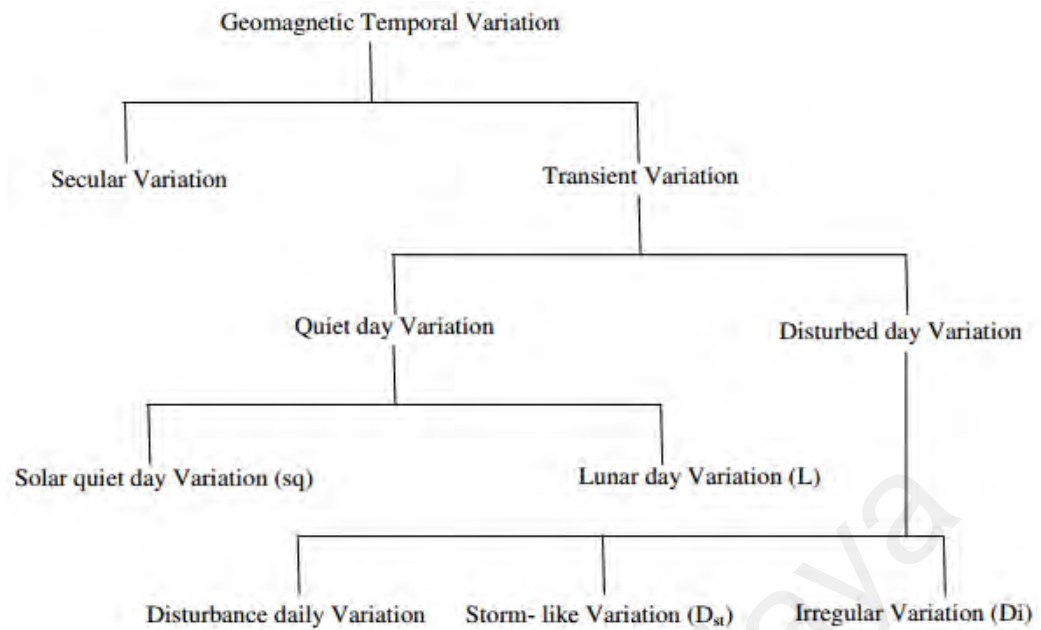 Geomagnetic Temporal Variation
Secular Variation
Transient Variation
Quiet day Variation
Disturbed day Variation
Solar quiet day Variation (sq)
Lunar day Variation (L)
Disturbance daily Variation
Storm- like Variation (Dst)
Irregular Variation (Di)